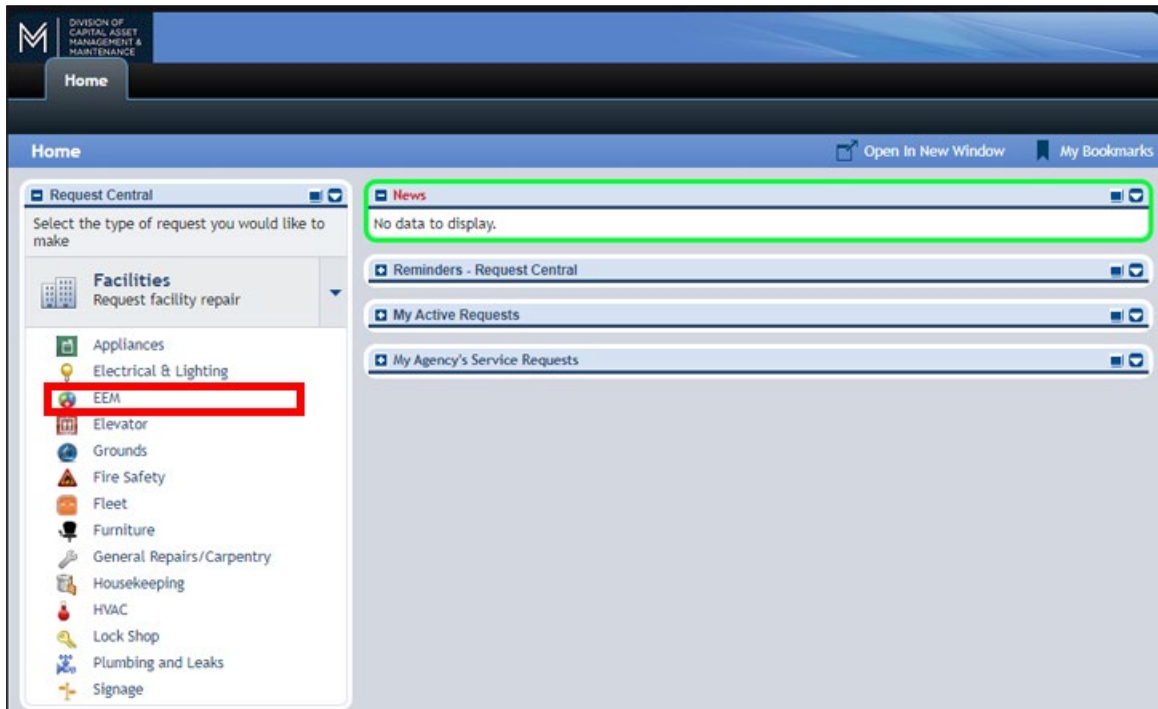 DIVISION OF
CAPITAL ASSET
MANAGEMENT &
MAINTENANCE
Home
Home
Open In New Window
My Bookmarks
Request Central
Select the type of request you would like to
make
Facilities
Request facility repair
Appliances
Electrical & Lighting
EEM
Elevator
Grounds
Fire Safety
Fleet
Furniture
General Repairs/Carpentry
Housekeeping
HVAC
Lock Shop
Plumbing and Leaks
Signage
News
No data to display.
Reminders - Request Central
My Active Requests
My Agency's Service Requests